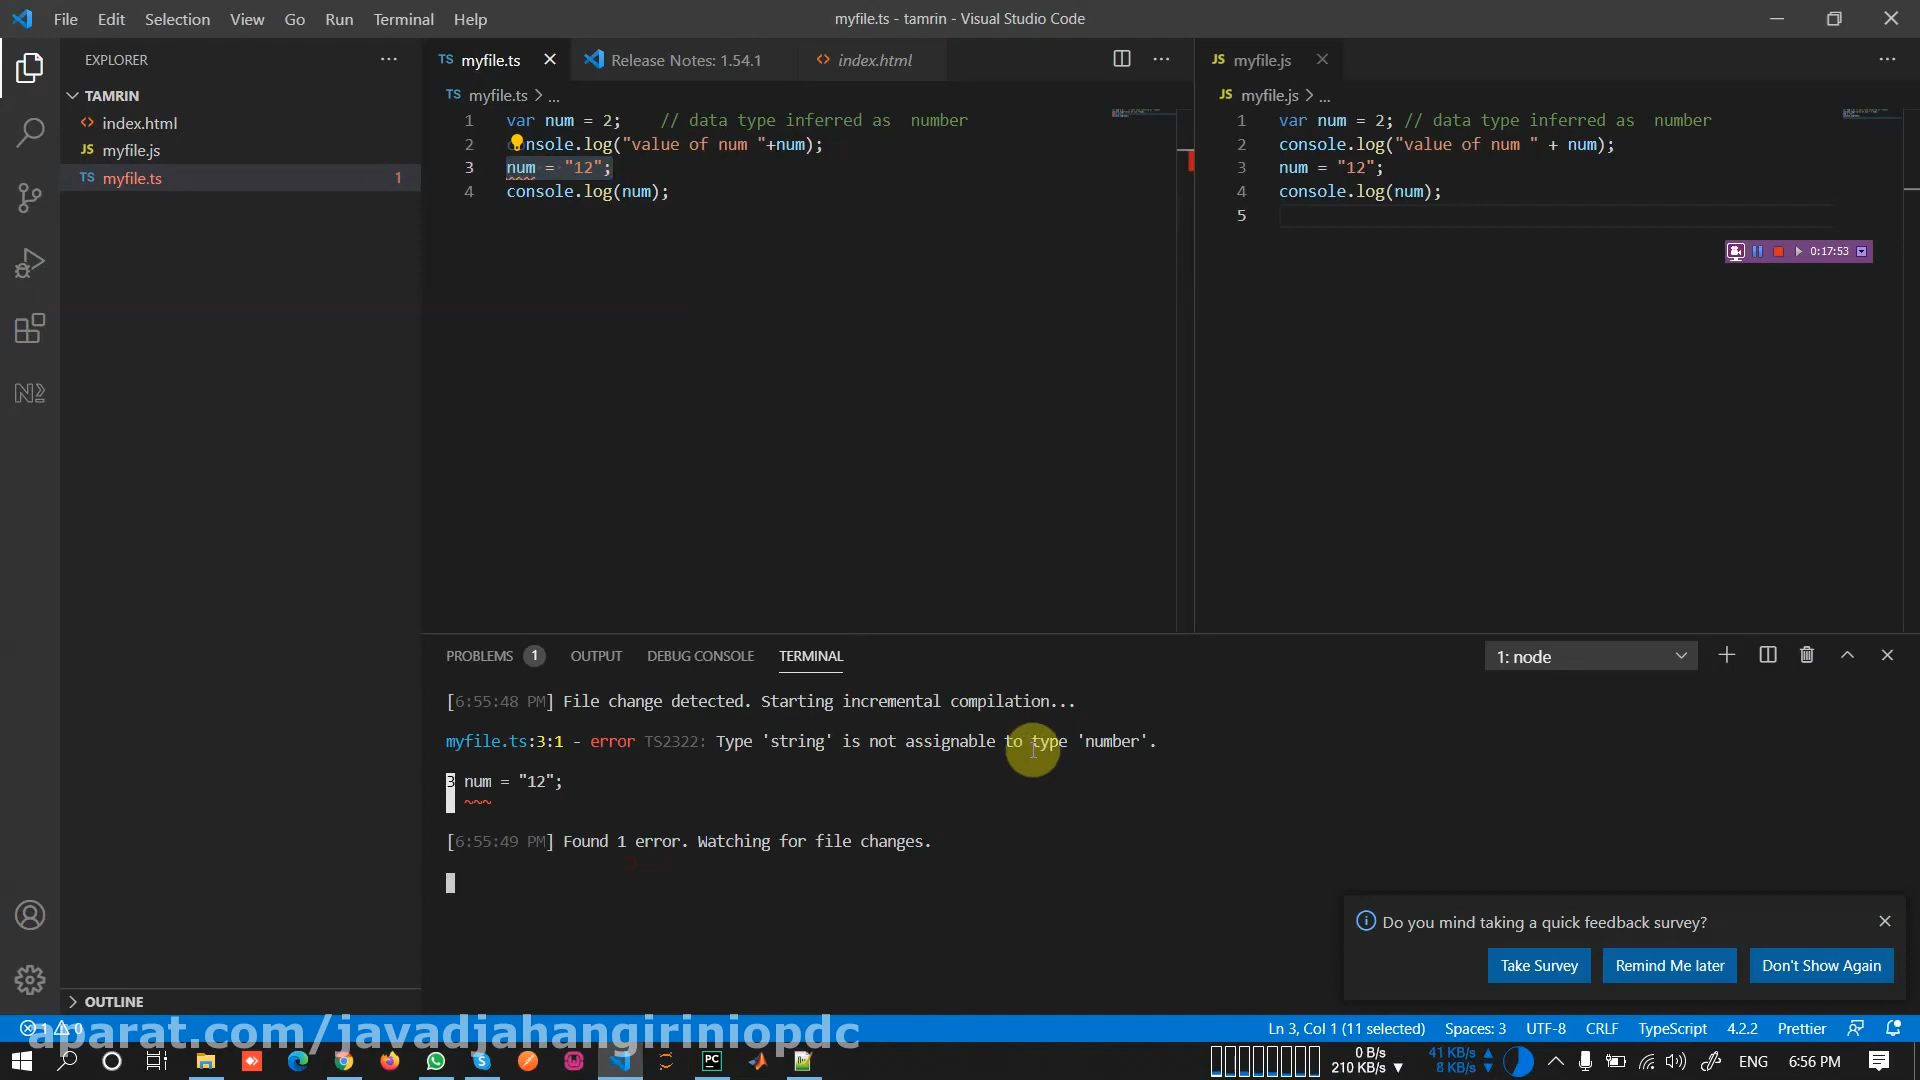 File Edit Selection View Go Run Terminal Help
myfile.ts - tamrin - Visual Studio Code
EXPLORER
TAMRIN
index.html
JS myfile.js
TS myfile.ts 1
OUTLINE
TS myfile.ts
Release Notes: 1.54.1
index.html
TS myfile.ts > ...
1 var num = 2; // data type inferred as number
2 console.log("value of num "+num);
3 num = "12";
4 console.log(num);
JS myfile.js
JS myfile.js > ...
1 var num = 2; // data type inferred as number
2 console.log("value of num " + num);
3 num = "12";
4 console.log(num);
5
0:17:53
PROBLEMS 1 OUTPUT DEBUG CONSOLE TERMINAL
1: node
[6:55:48 PM] File change detected. Starting incremental compilation...
myfile.ts:3:1 - error TS2322: Type 'string' is not assignable to type 'number'.
3 num = "12";
~~~
[6:55:49 PM] Found 1 error. Watching for file changes.
Do you mind taking a quick feedback survey?
Take Survey
Remind Me later
Don't Show Again
1 0
aparat.com/javadjahangiriniopdc
Ln 3, Col 1 (11 selected) Spaces: 3 UTF-8 CRLF TypeScript 4.2.2 Prettier
0 B/s
210 KB/s
41 KB/s
8 KB/s
ENG 6:56 PM